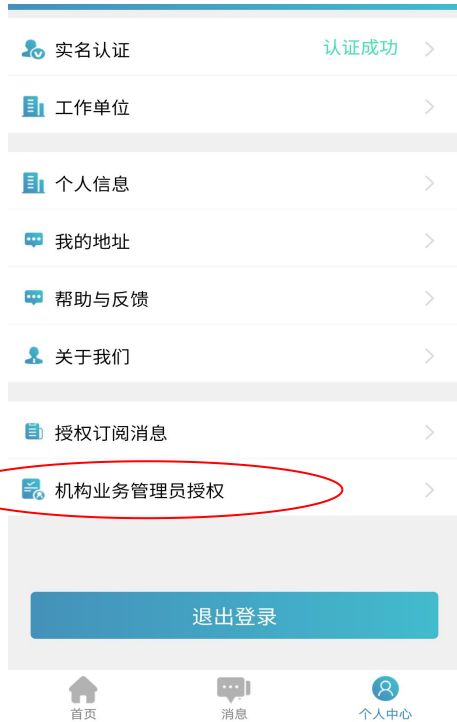 实名认证 认证成功
工作单位
个人信息
我的地址
帮助与反馈
关于我们
授权订阅消息
机构业务管理员授权
退出登录
首页 消息 个人中心